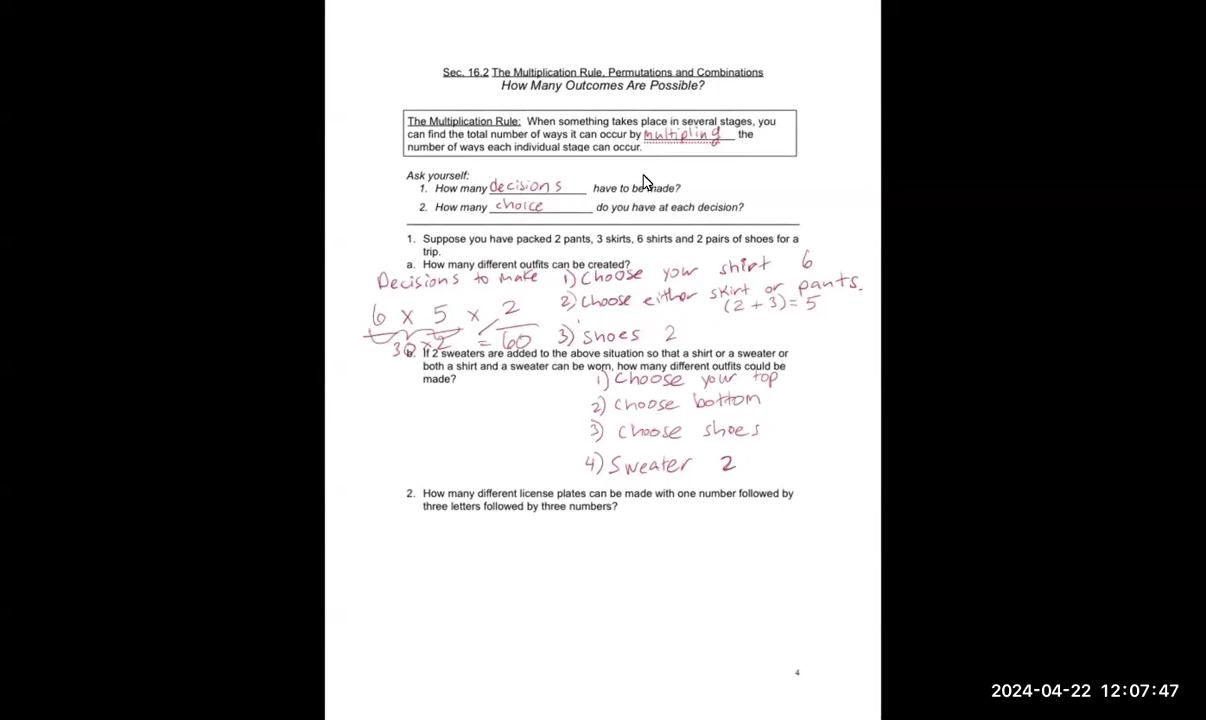 Sec. 16.2 The Multiplication Rule, Permutations and Combinations
How Many Outcomes Are Possible?
The Multiplication Rule: When something takes place in several stages, you
can find the total number of ways it can occur by multipling the
number of ways each individual stage can occur.
Ask yourself:
1. How many decisions have to be made?
2. How many choice do you have at each decision?
1. Suppose you have packed 2 pants, 3 skirts, 6 shirts and 2 pairs of shoes for a
trip.
a. How many different outfits can be created?
Decisions to make 1) Choose your shirt 6
2) Choose either skirt or pants.
(2 + 3) = 5
6 x 5 x 2
3) shoes 2
30 x 2 = 60
b. If 2 sweaters are added to the above situation so that a shirt or a sweater or
both a shirt and a sweater can be worn, how many different outfits could be
made?
1) Choose your top
2) Choose bottom
3) Choose shoes
4) Sweater 2
2. How many different license plates can be made with one number followed by
three letters followed by three numbers?
4
2024-04-22 12:07:47